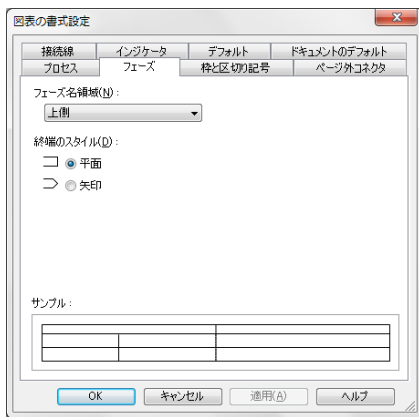 図表の書式設定
接続線 インジケータ デフォルト ドキュメントのデフォルト
プロセス フェーズ 枠と区切り記号 ページ外コネクタ
フェーズ名領域(N):
上側
終端のスタイル(D):
平面
矢印
サンプル:
OK キャンセル 適用(A) ヘルプ